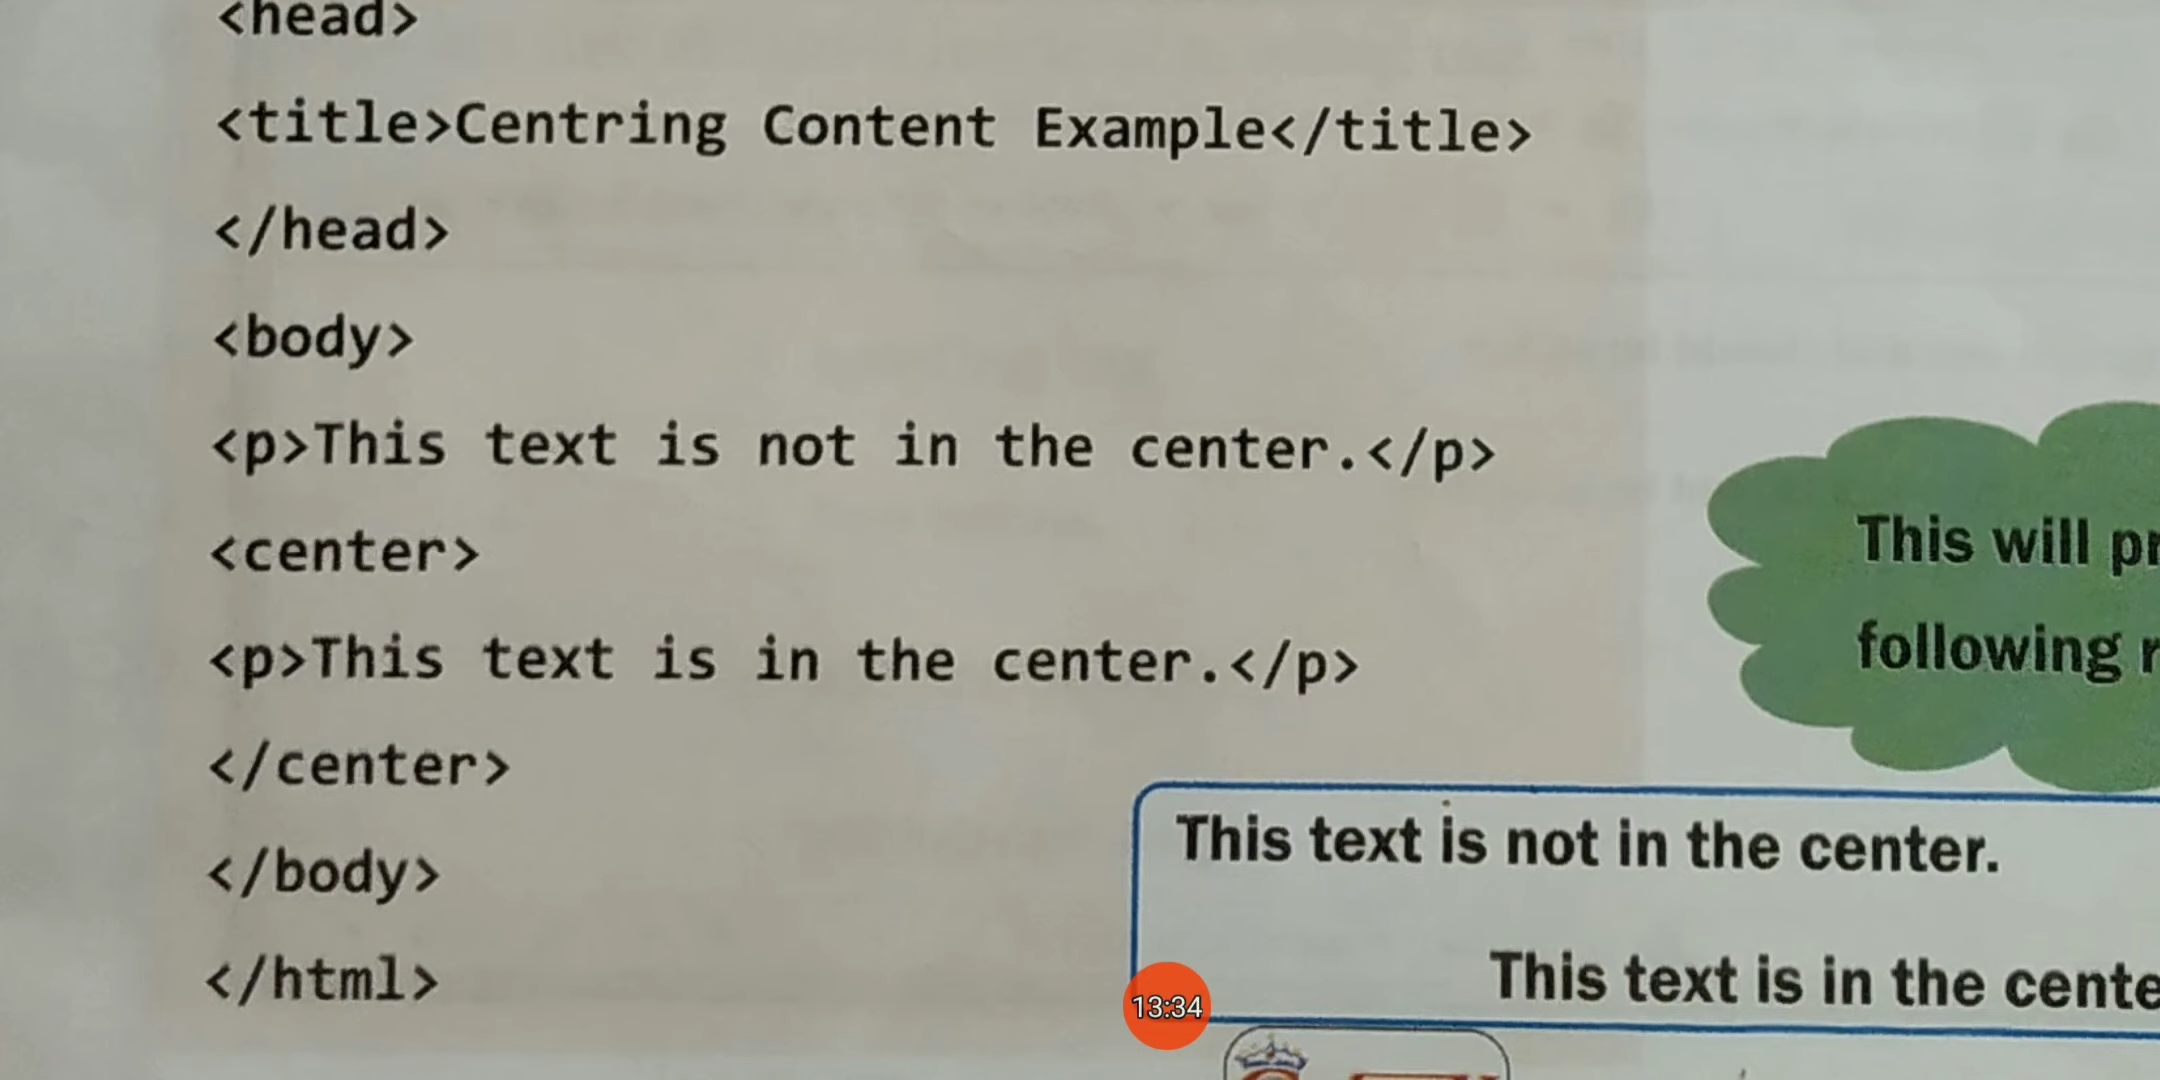 <head>
<title>Centring Content Example</title>
</head>
<body>
<p>This text is not in the center.</p>
<center>
<p>This text is in the center.</p>
</center>
</body>
</html>
This will
following
This text is not in the center.
This text is in the
13:34